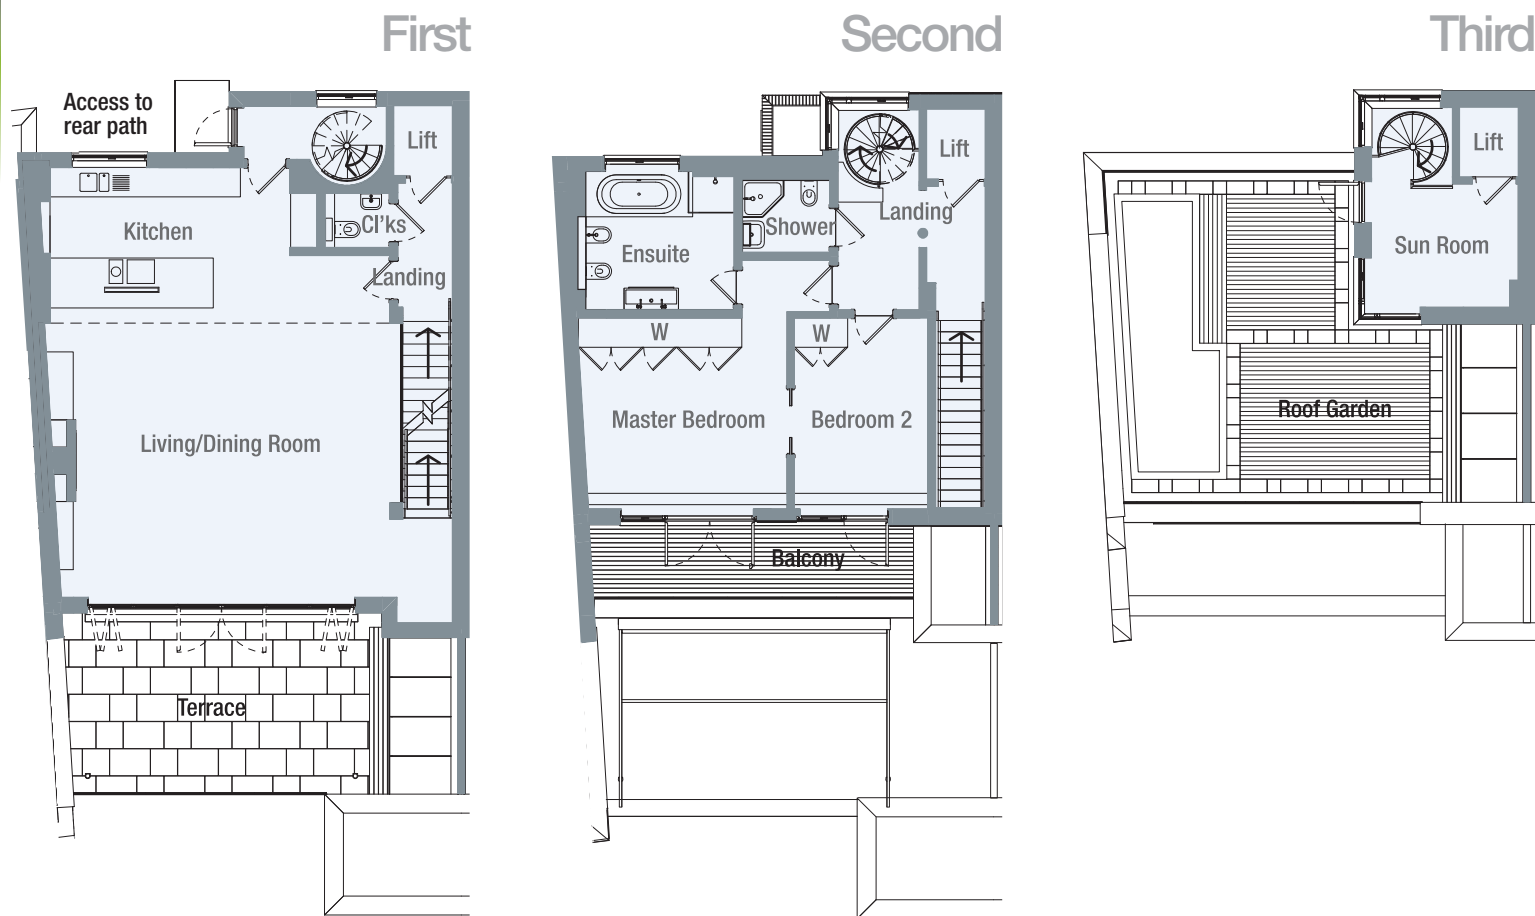 First
Access to
rear path
Lift
Cl'ks
Kitchen
Landing
Living/Dining Room
Terrace
Second
Lift
Landing
Shower
Ensuite
W
W
Master Bedroom
Bedroom 2
Balcony
Third
Lift
Sun Room
Roof Garden